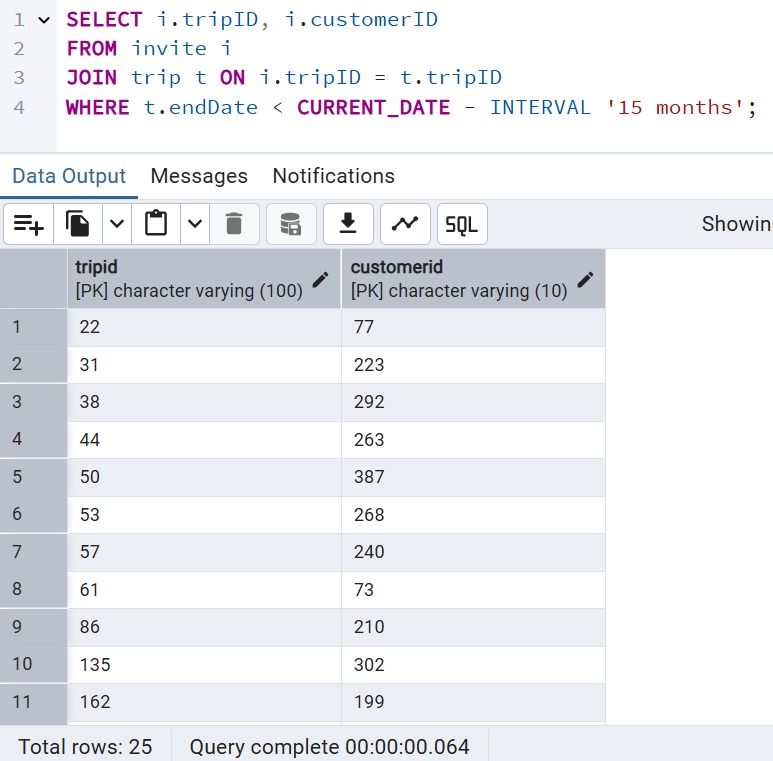 1 SELECT i.tripID, i.customerID
2 FROM invite i
3 JOIN trip t ON i.tripID = t.tripID
4 WHERE t.endDate < CURRENT_DATE - INTERVAL '15 months';
Data Output Messages Notifications
SQL Showin
tripid customerid
[PK] character varying (100) [PK] character varying (10)
1 22 77
2 31 223
3 38 292
4 44 263
5 50 387
6 53 268
7 57 240
8 61 73
9 86 210
10 135 302
11 162 199
Total rows: 25 Query complete 00:00:00.064